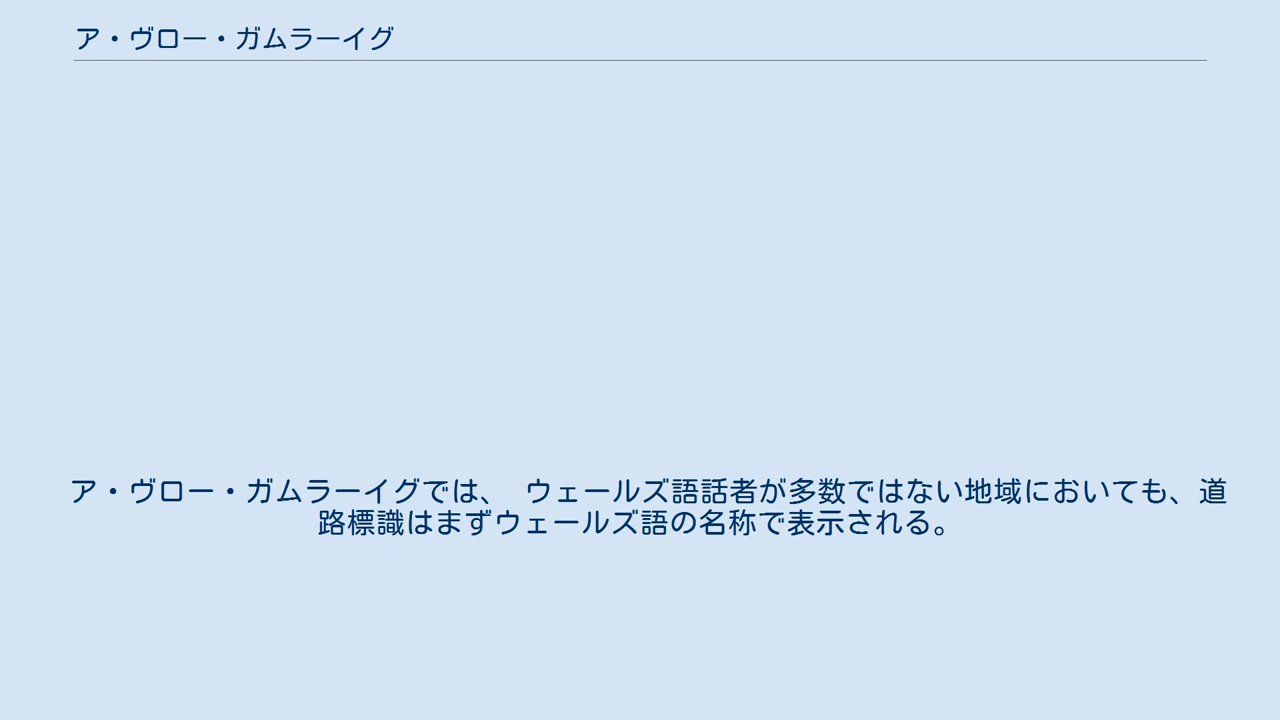 ア・ヴロー・ガムラーイグ
ア・ヴロー・ガムラーイグでは、 ウェールズ語話者が多数ではない地域においても、道
路標識はまずウェールズ語の名称で表示される。